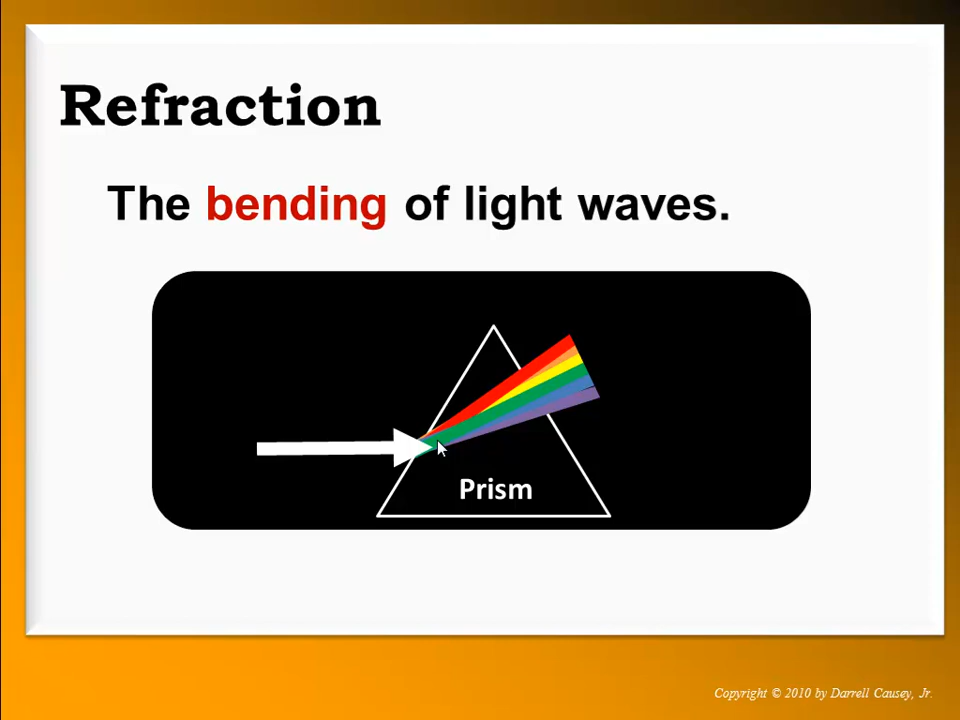 Refraction
The bending of light waves.
Prism
Copyright © 2010 by Darrell Causey, Jr.